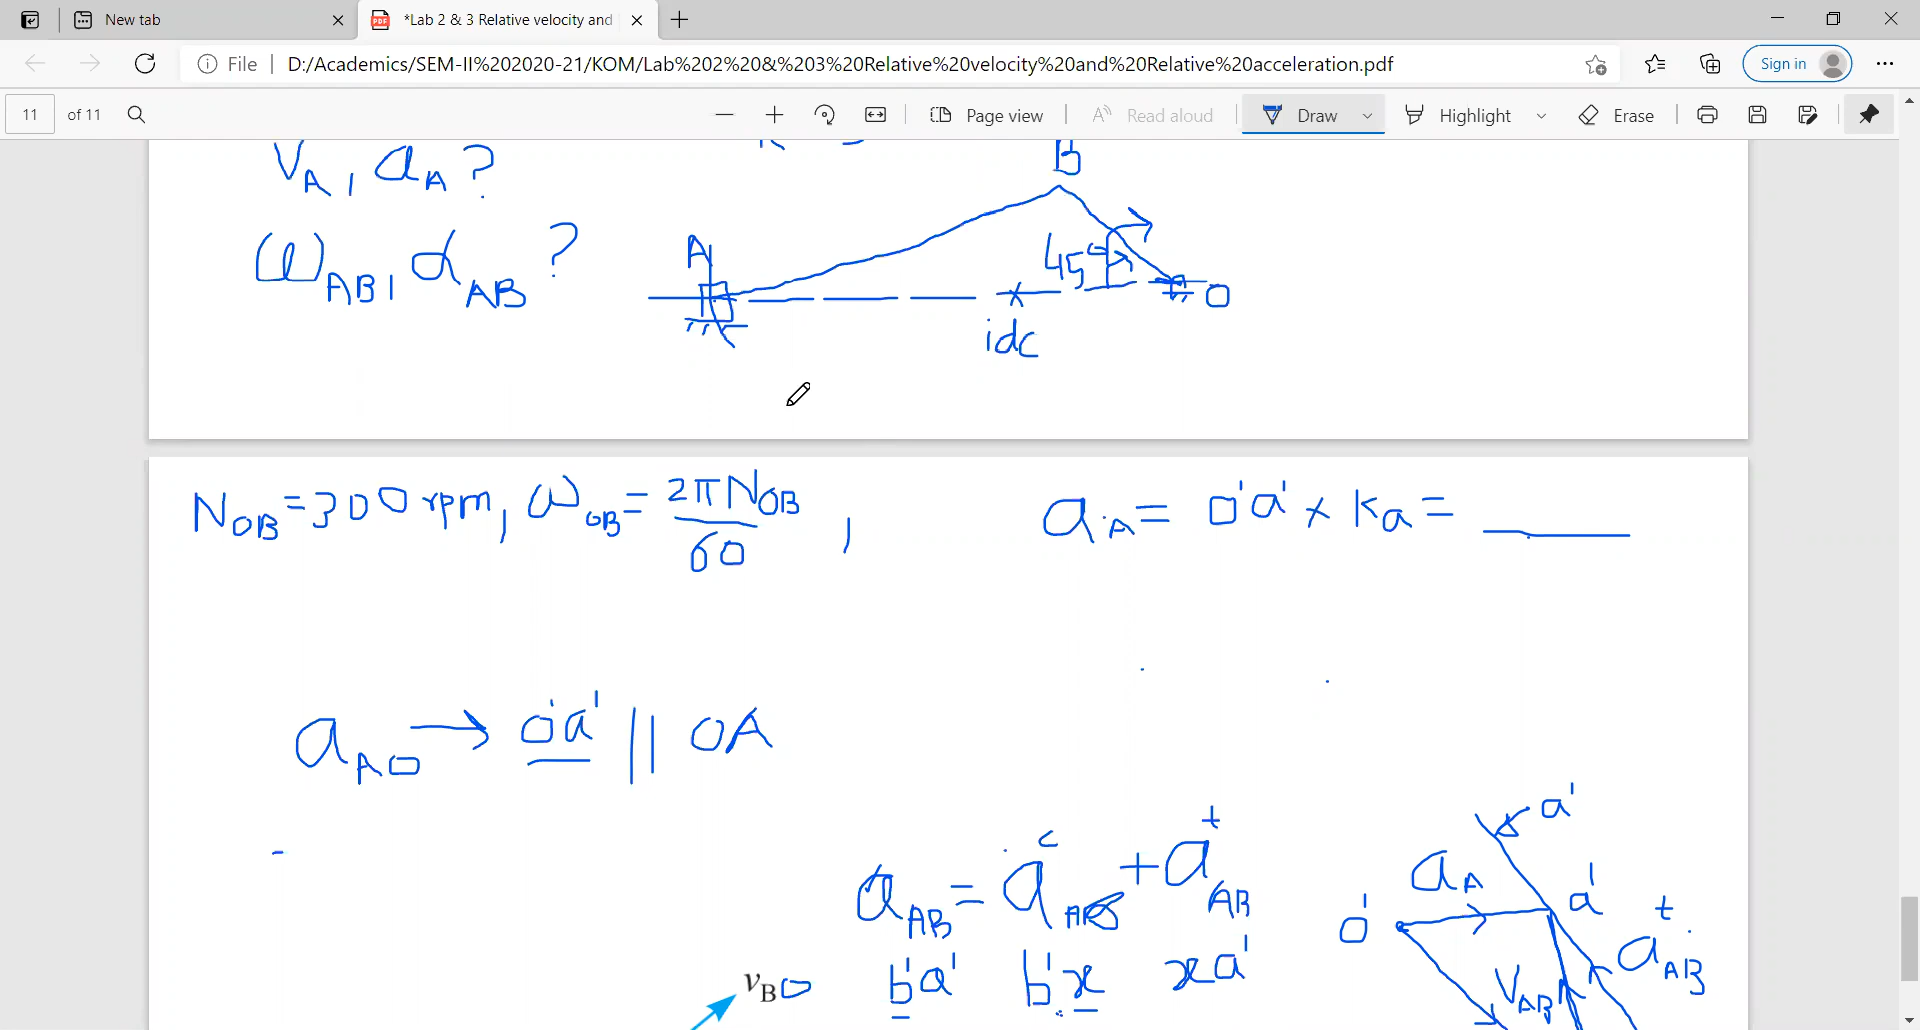 New tab
*Lab 2 & 3 Relative velocity and
File D:/Academics/SEM-II%202020-21/KOM/Lab%202%20&%203%20Relative%20velocity%20and%20Relative%20acceleration.pdf
Sign in
11 of 11 Page view Read aloud Draw Highlight Erase
V_A, a_A ?
B
ω_AB, α_AB ?
A
45°
O
idc
N_OB = 300 rpm, ω_OB = 2πN_OB / 60 ,
a_A = o'a' × k_a = ____
a_AO → o'a' || OA
a'
a_AB = a^c_AB + a^t_AB
a_A
o'
a'
a^t_AB
b'a' b'x xa'
V_AB
v_BO